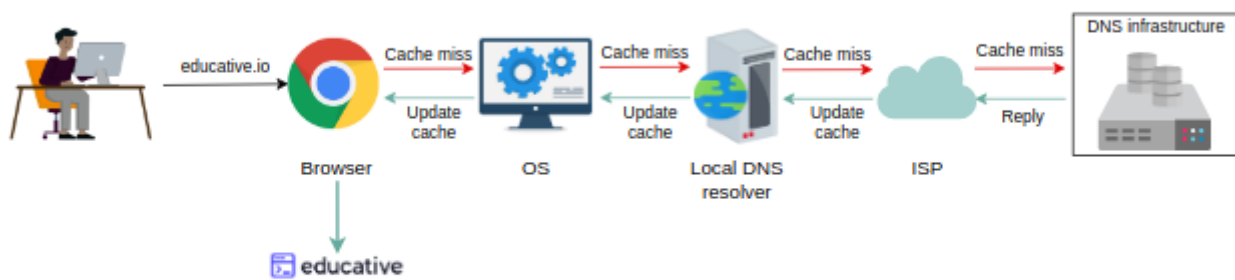 DNS infrastructure
educative.io
Cache miss
Cache miss
Cache miss
Cache miss
Update
cache
Update
cache
Update
cache
Reply
Browser
OS
Local DNS
resolver
ISP
educative